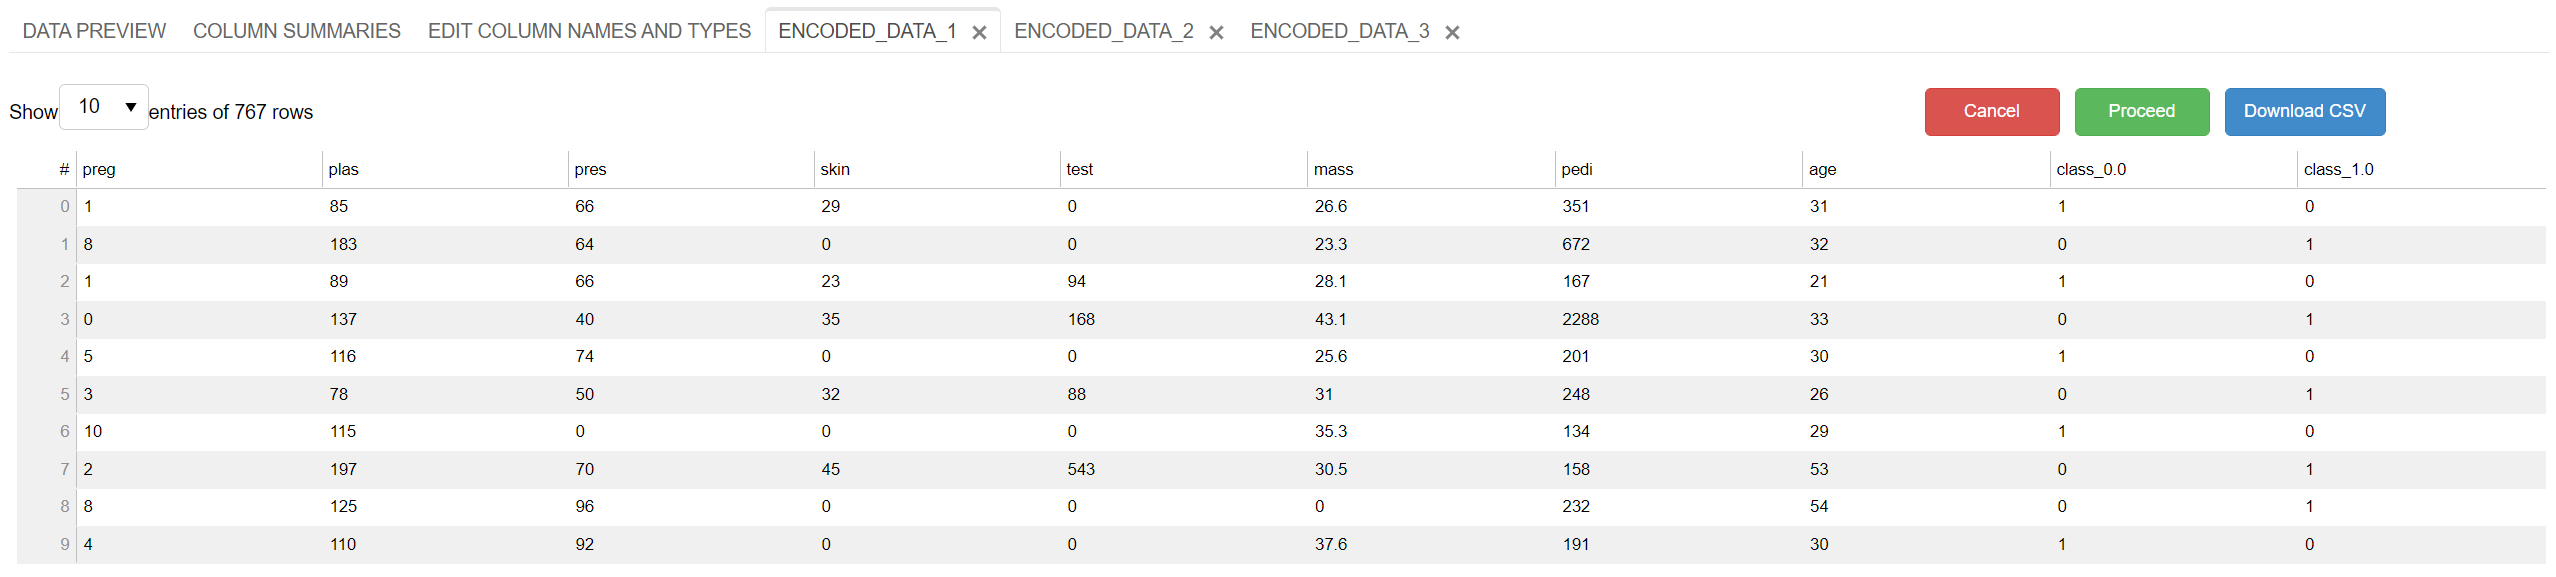 DATA PREVIEW COLUMN SUMMARIES EDIT COLUMN NAMES AND TYPES ENCODED_DATA_1 ENCODED_DATA_2 ENCODED_DATA_3
Show 10 entries of 767 rows Cancel Proceed Download CSV
# preg plas pres skin test mass pedi age class_0.0 class_1.0
0 1 85 66 29 0 26.6 351 31 1 0
1 8 183 64 0 0 23.3 672 32 0 1
2 1 89 66 23 94 28.1 167 21 1 0
3 0 137 40 35 168 43.1 2288 33 0 1
4 5 116 74 0 0 25.6 201 30 1 0
5 3 78 50 32 88 31 248 26 0 1
6 10 115 0 0 0 35.3 134 29 1 0
7 2 197 70 45 543 30.5 158 53 0 1
8 8 125 96 0 0 0 232 54 0 1
9 4 110 92 0 0 37.6 191 30 1 0